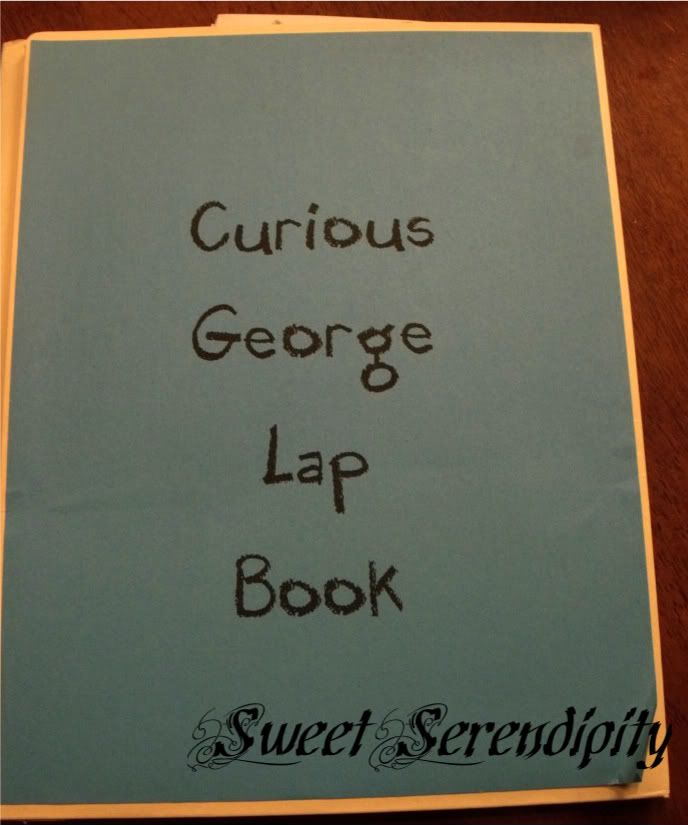 Curious
George
Lap
Book
Sweet Serendipity